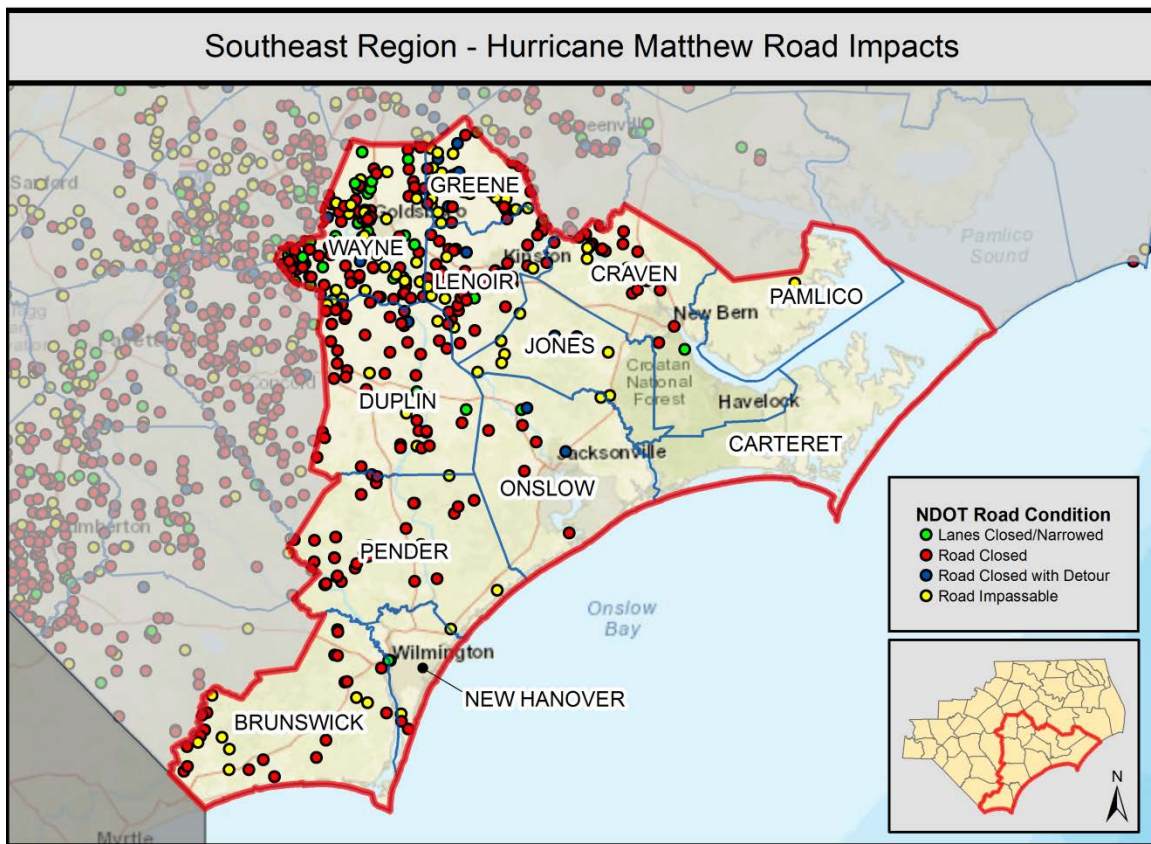 Southeast Region - Hurricane Matthew Road Impacts
Sanford
GREENE
WAYNE
Kinston
LENOIR
CRAVEN
Pamlico
Sound
PAMLICO
New Bern
JONES
Croatan
National
Forest
Havelock
DUPLIN
CARTERET
Jacksonville
ONSLOW
PENDER
Onslow
Bay
Wilmington
NEW HANOVER
BRUNSWICK
Myrtle
NDOT Road Condition
Lanes Closed/Narrowed
Road Closed
Road Closed with Detour
Road Impassable
N